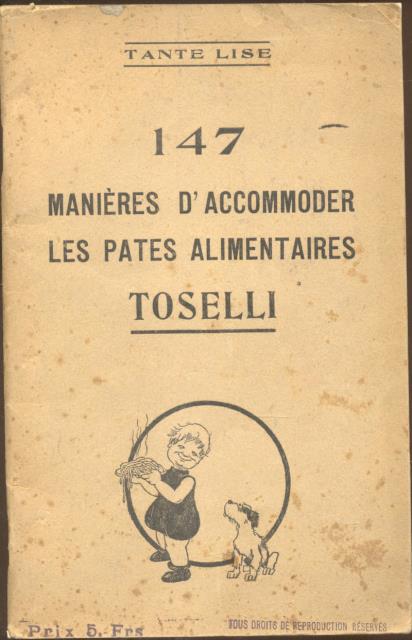 TANTE LISE
147
MANIÈRES D'ACCOMMODER
LES PATES ALIMENTAIRES
TOSELLI
Prix 5. Frs
TOUS DROITS DE REPRODUCTION RÉSERVÉS